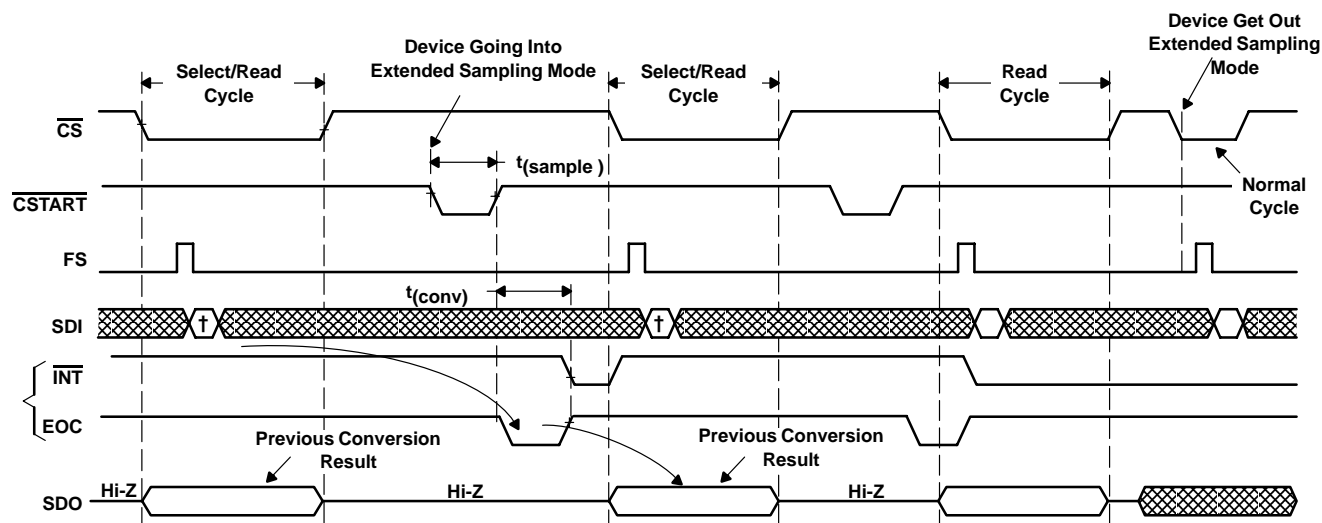 Device Get Out
Extended Sampling
Mode
Device Going Into
Extended Sampling Mode
Select/Read
Cycle
Select/Read
Cycle
Read
Cycle
CS
t(sample )
CSTART
Normal
Cycle
FS
t(conv)
SDI
†
†
INT
EOC
Previous Conversion
Result
Previous Conversion
Result
SDO
Hi-Z
Hi-Z
Hi-Z